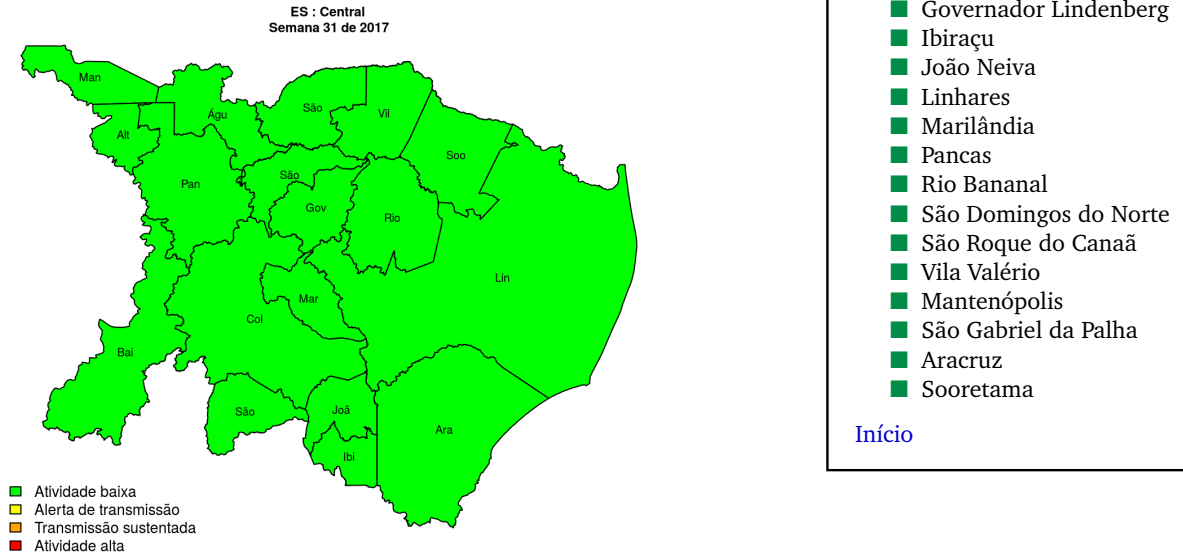 ES : Central
Semana 31 de 2017
Man
Águ
São
Vil
Alt
Soo
São
Pan
Gov
Rio
Lin
Mar
Col
Bai
São
Joã
Ara
Ibi
Atividade baixa
Alerta de transmissão
Transmissão sustentada
Atividade alta
Governador Lindenberg
Ibiraçu
João Neiva
Linhares
Marilândia
Pancas
Rio Bananal
São Domingos do Norte
São Roque do Canaã
Vila Valério
Mantenópolis
São Gabriel da Palha
Aracruz
Sooretama
Início